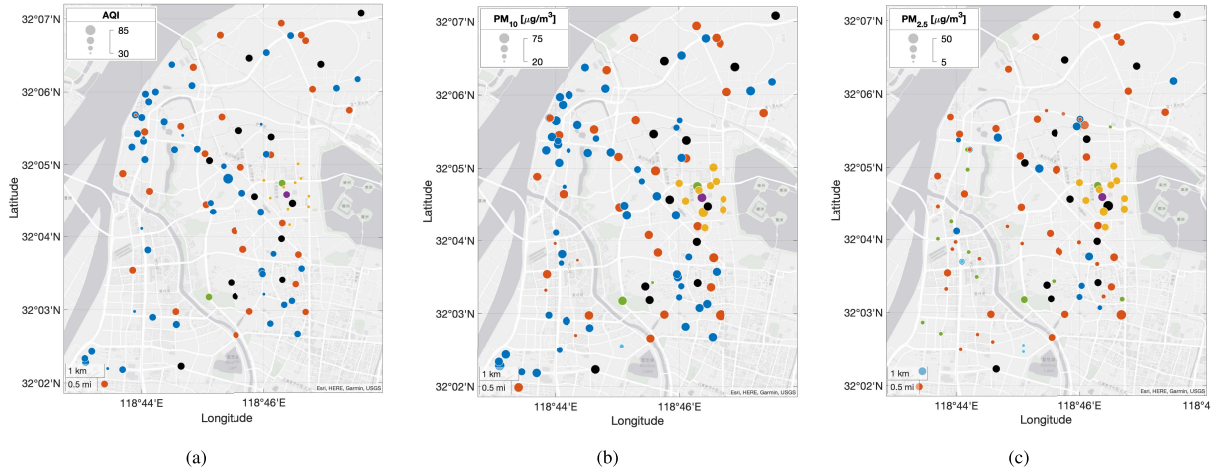 AQI
85
30
32°07'N
32°06'N
32°05'N
32°04'N
32°03'N
32°02'N
Latitude
1 km
0.5 mi
Esri, HERE, Garmin, USGS
118°44'E
118°46'E
Longitude
(a)
PM10 [μg/m³]
75
20
32°07'N
32°06'N
32°05'N
32°04'N
32°03'N
32°02'N
Latitude
1 km
0.5 mi
Esri, HERE, Garmin, USGS
118°44'E
118°46'E
Longitude
(b)
PM2.5 [μg/m³]
50
5
32°07'N
32°06'N
32°05'N
32°04'N
32°03'N
32°02'N
Latitude
1 km
0.5 mi
Esri, HERE, Garmin, USGS
118°44'E
118°46'E
118°4
Longitude
(c)